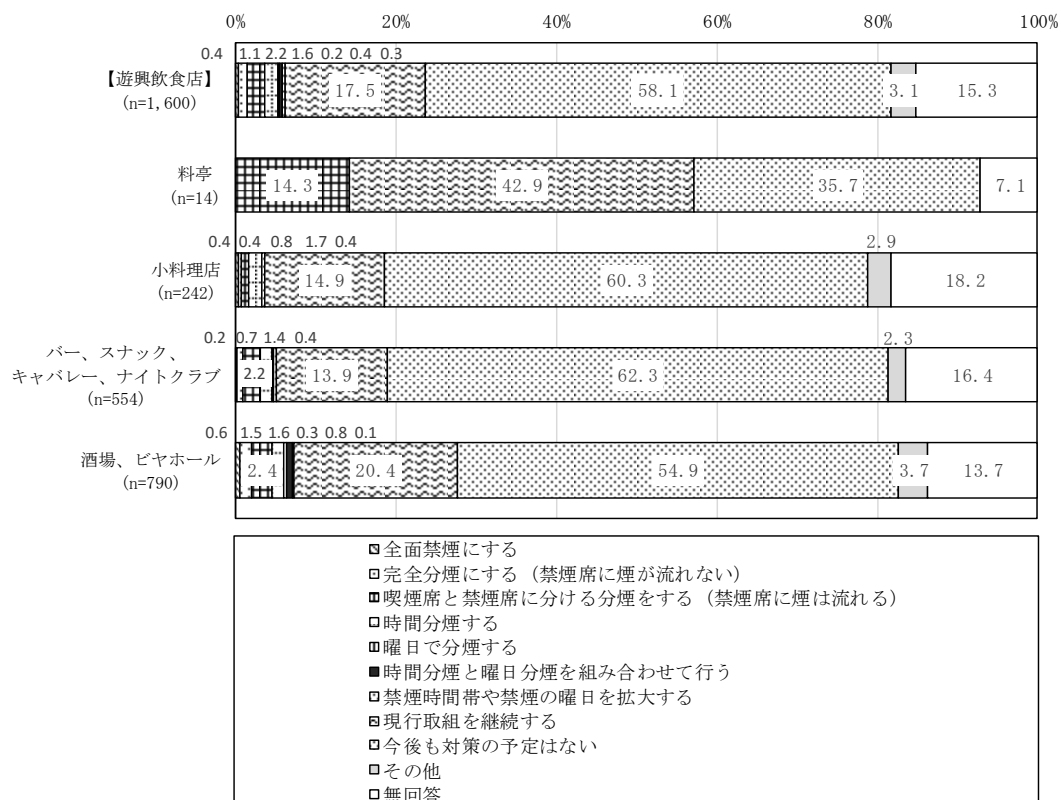 0% 20% 40% 60% 80% 100%
0.4 1.1 2.2 1.6 0.2 0.4 0.3
【遊興飲食店】
(n=1,600)
17.5 58.1 3.1 15.3
料亭
(n=14)
14.3 42.9 35.7 7.1
0.4 0.4 0.8 1.7 0.4 2.9
小料理店
(n=242)
14.9 60.3 18.2
0.2 0.7 1.4 0.4 2.3
バー、スナック、
キャバレー、ナイトクラブ
(n=554)
2.2 13.9 62.3 16.4
0.6 1.5 1.6 0.3 0.8 0.1
酒場、ビヤホール
(n=790)
2.4 20.4 54.9 3.7 13.7
全面禁煙にする
完全分煙にする（禁煙席に煙が流れない）
喫煙席と禁煙席に分ける分煙をする（禁煙席に煙は流れる）
時間分煙する
曜日で分煙する
時間分煙と曜日分煙を組み合わせて行う
禁煙時間帯や禁煙の曜日を拡大する
現行取組を継続する
今後も対策の予定はない
その他
無回答